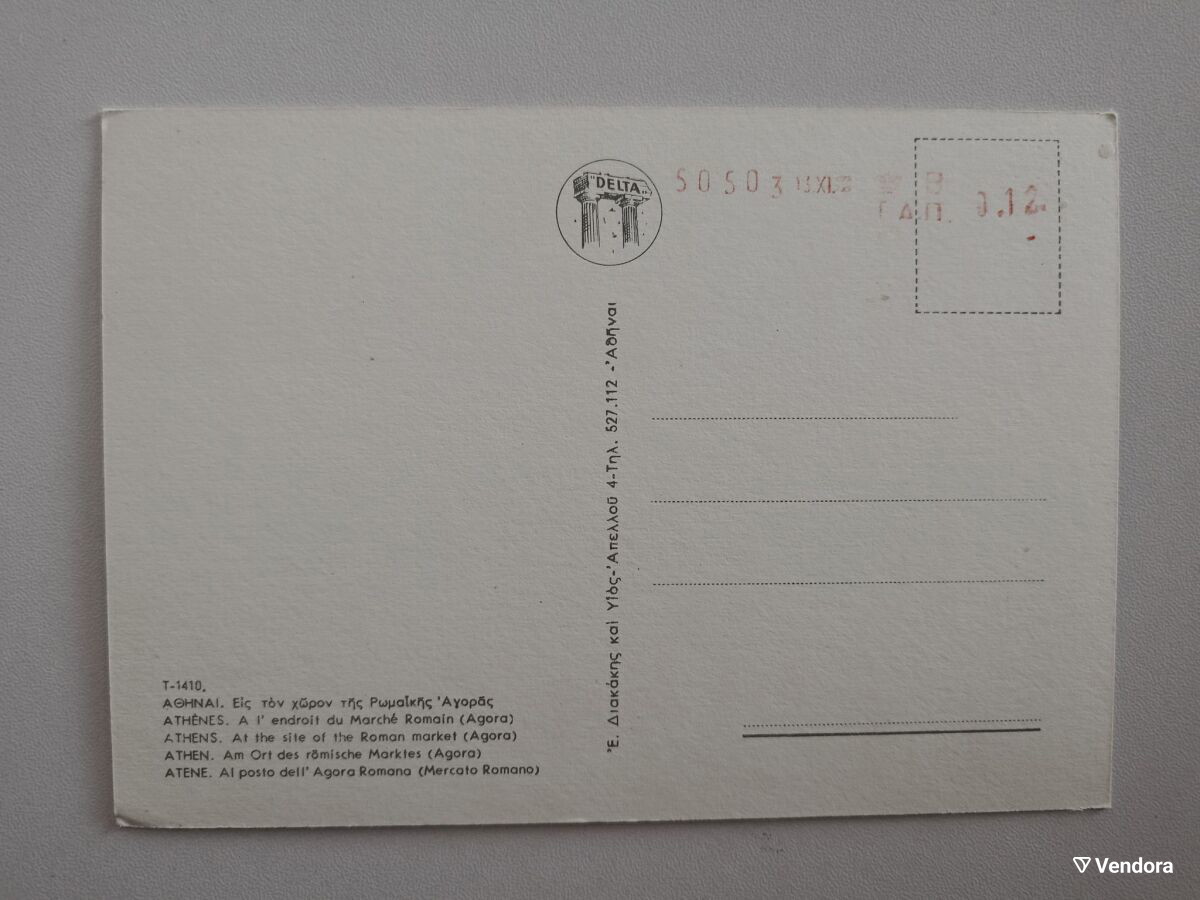 "DELTA"
50503
0.12
Τ-1410.
ΑΘΗΝΑΙ. Εἰς τὸν χῶρον τῆς Ρωμαϊκῆς Ἀγορᾶς
ATHÈNES. A l' endroit du Marché Romain (Agora)
ATHENS. At the site of the Roman market (Agora)
ATHEN. Am Ort des römische Marktes (Agora)
ATENE. Al posto dell' Agora Romana (Mercato Romano)
Ἐ. Διακάκης καὶ Υἱὸς-Ἀπελλοῦ 4-Τηλ. 527.112 -Ἀθῆναι
Vendora